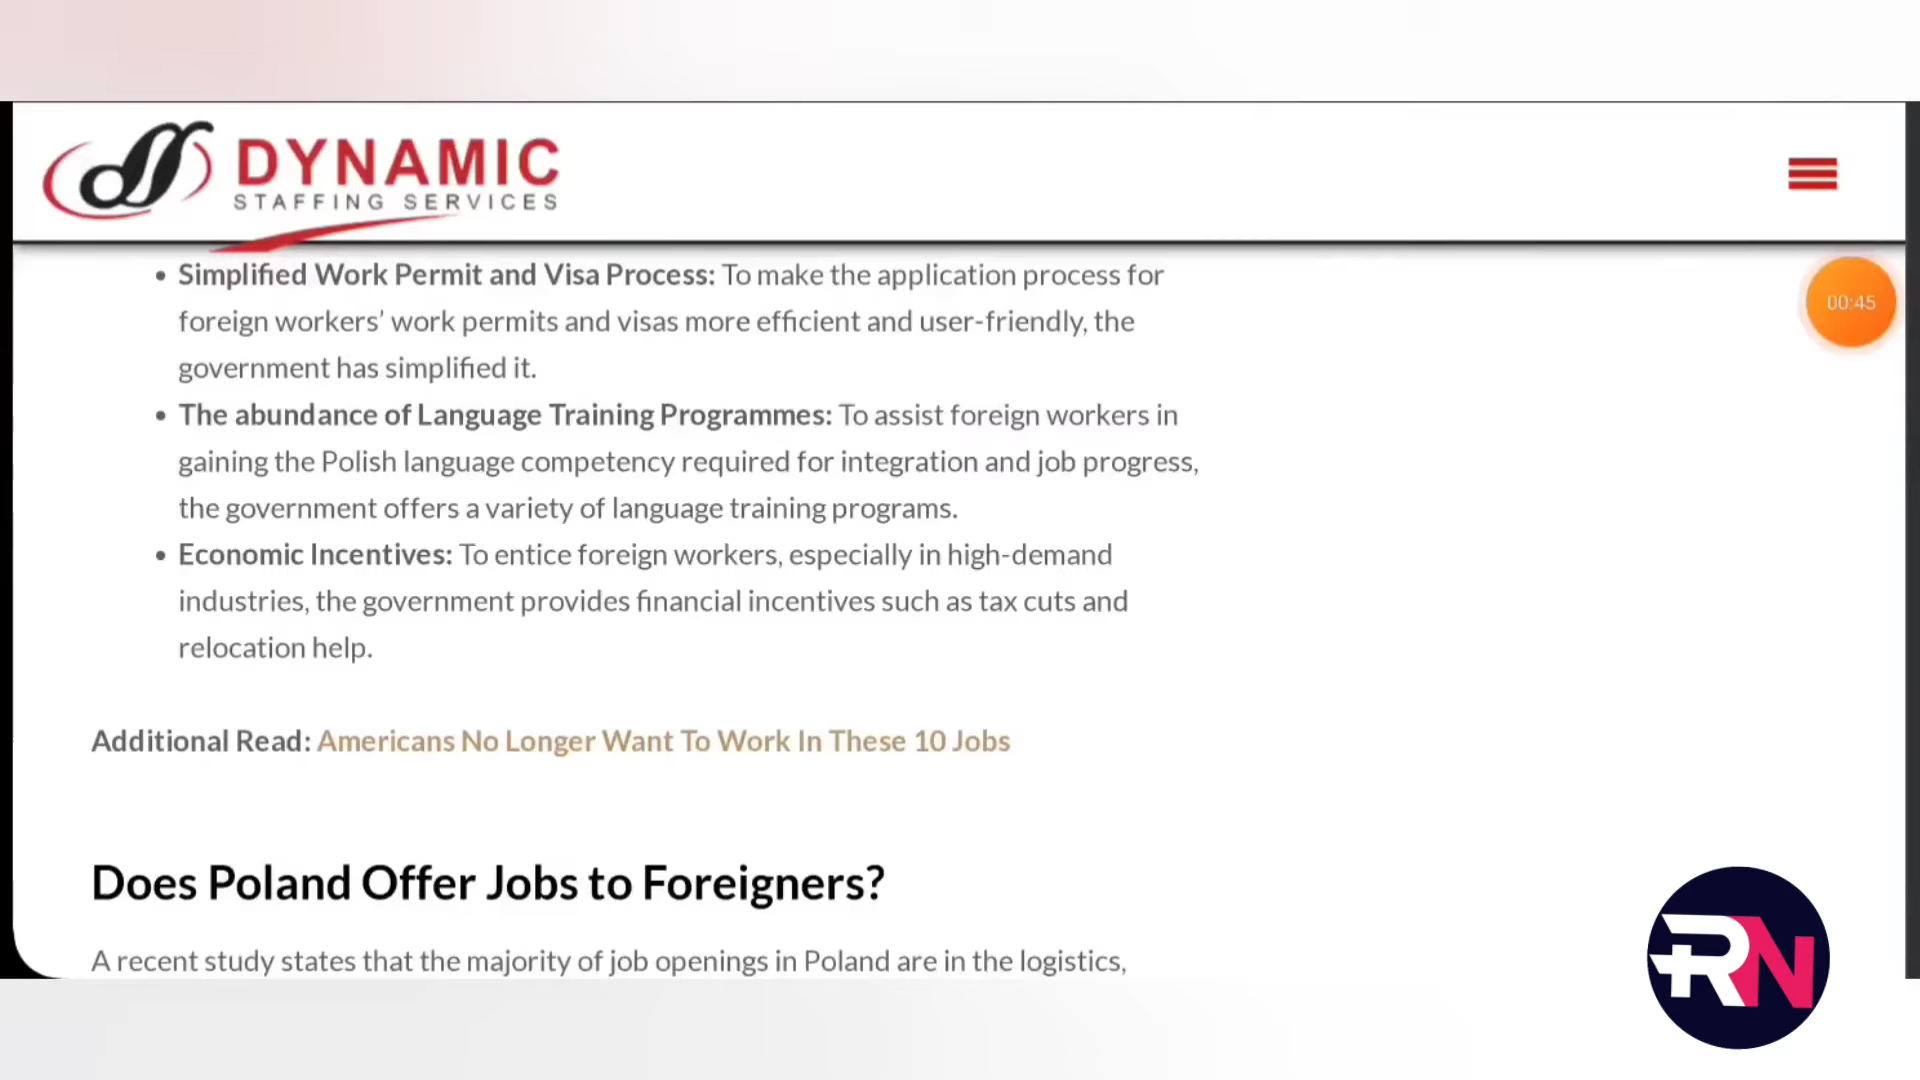 DYNAMIC
STAFFING SERVICES
• Simplified Work Permit and Visa Process: To make the application process for
foreign workers’ work permits and visas more efficient and user-friendly, the
government has simplified it.
00:45
• The abundance of Language Training Programmes: To assist foreign workers in
gaining the Polish language competency required for integration and job progress,
the government offers a variety of language training programs.
• Economic Incentives: To entice foreign workers, especially in high-demand
industries, the government provides financial incentives such as tax cuts and
relocation help.
Additional Read: Americans No Longer Want To Work In These 10 Jobs
Does Poland Offer Jobs to Foreigners?
A recent study states that the majority of job openings in Poland are in the logistics,
RN